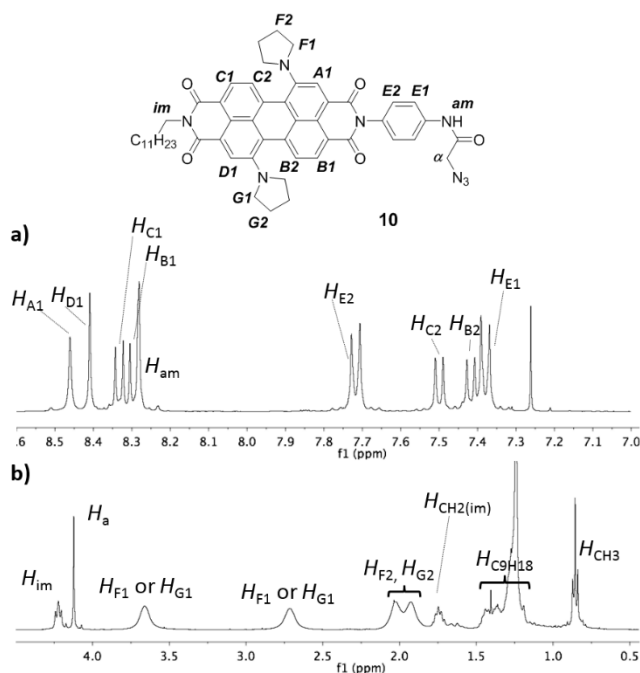 F2
F1
N
C1 C2 A1
E2 E1
im O O am
N N NH
C11H23 O
O O α
D1 B2 B1 N3
N
G1
G2 10
a)
HC1
HB1
HA1 HD1 HE2 HE1
HC2 HB2
Ham
8.6 8.5 8.4 8.3 8.2 8.1 8.0 7.9 7.8 7.7 7.6 7.5 7.4 7.3 7.2 7.1 7.0
f1 (ppm)
b)
Ha HCH2(im)
Him HF2, HG2 HC9H18 HCH3
HF1 or HG1 HF1 or HG1
4.0 3.5 3.0 2.5 2.0 1.5 1.0 0.5
f1 (ppm)